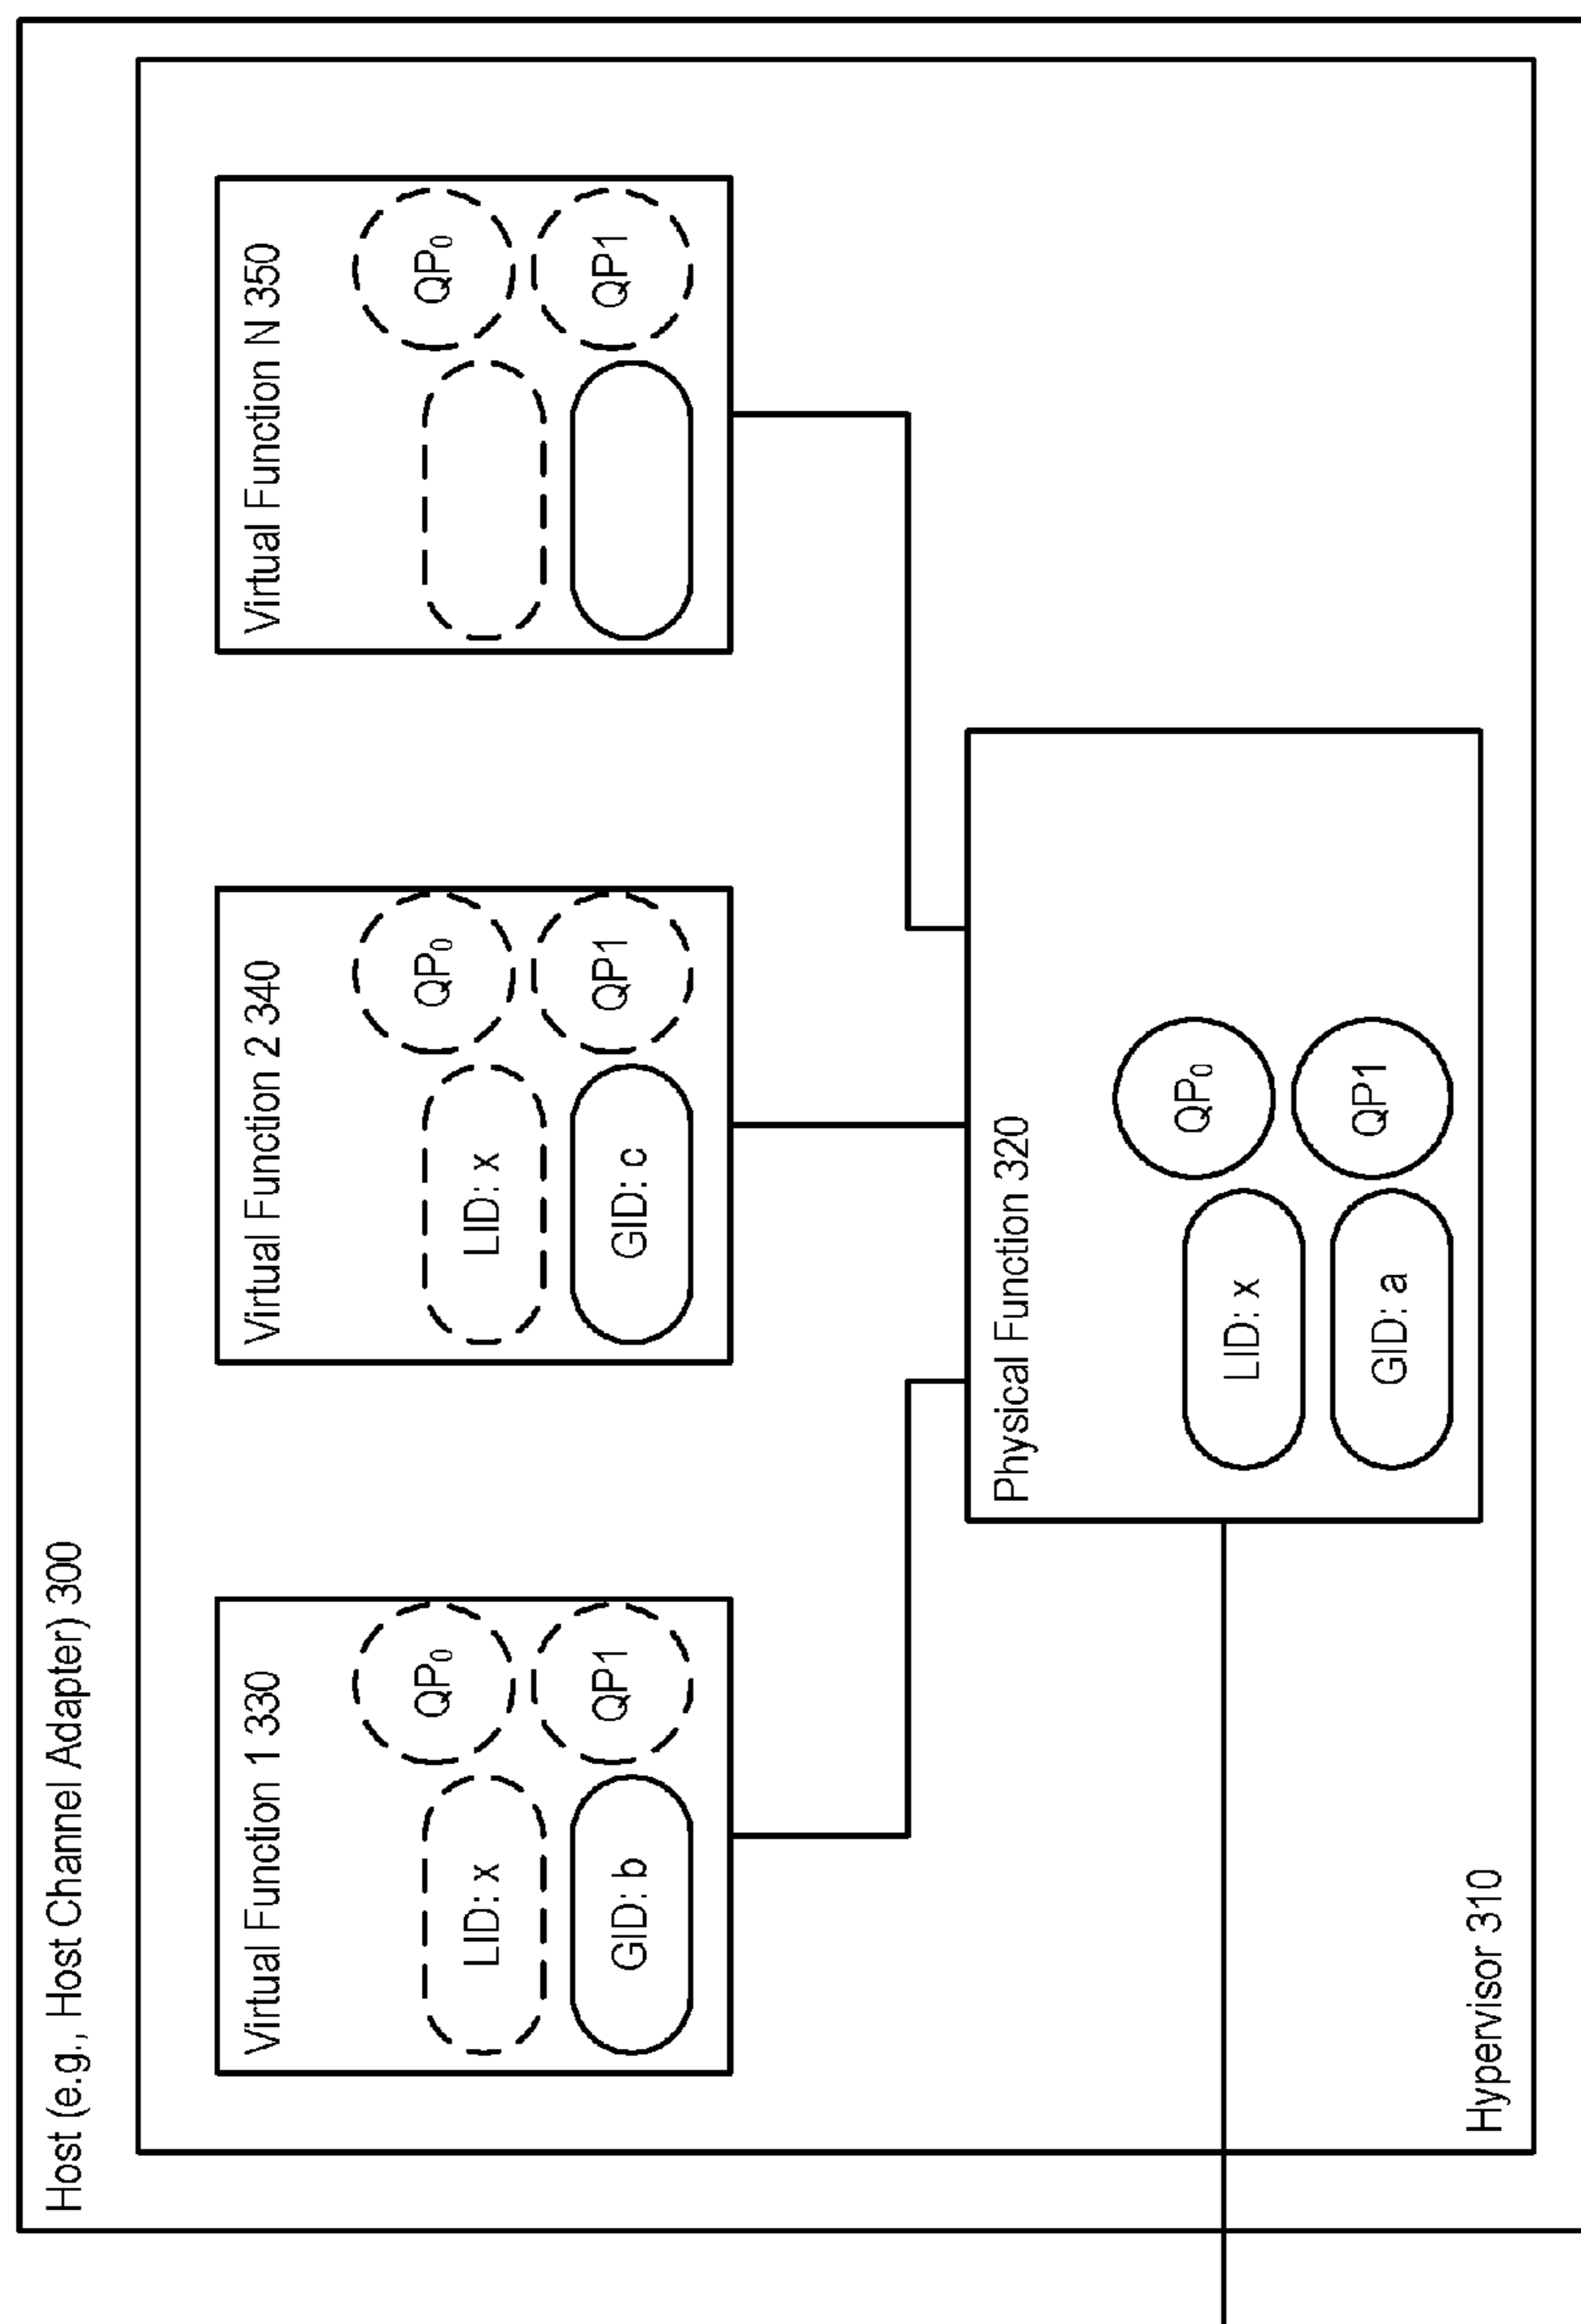 Host (e.g., Host Channel Adapter) 300
Virtual Function 1 330
LID: x
QP₀
GID: b
QP1
Virtual Function 2 340
LID: x
QP₀
GID: c
QP1
Virtual Function N 350
QP₀
QP1
Physical Function 320
LID: x
QP₀
GID: a
QP1
Hypervisor 310